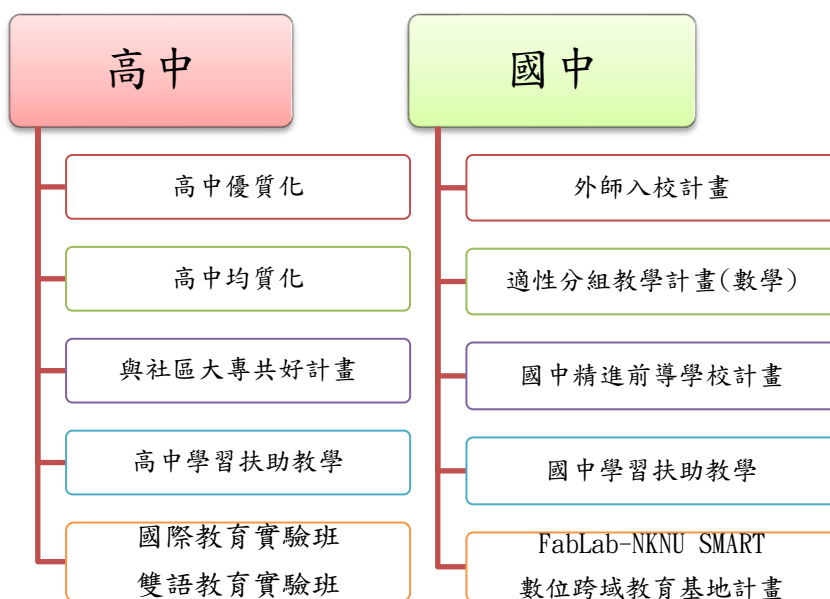 高中
高中優質化
高中均質化
與社區大專共好計畫
高中學習扶助教學
國際教育實驗班
雙語教育實驗班
國中
外師入校計畫
適性分組教學計畫(數學)
國中精進前導學校計畫
國中學習扶助教學
FabLab-NKNU SMART
數位跨域教育基地計畫